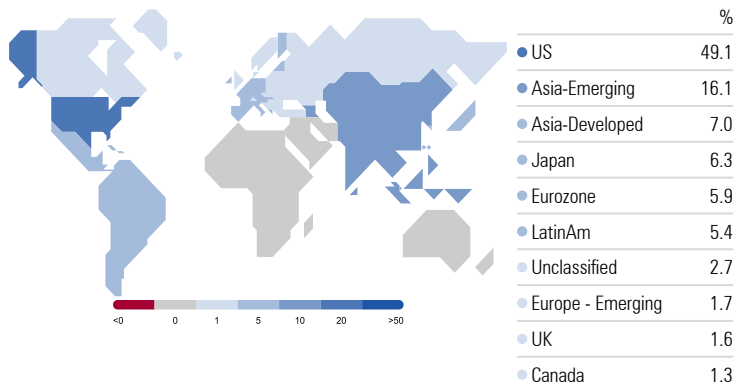 %
US 49.1
Asia-Emerging 16.1
Asia-Developed 7.0
Japan 6.3
Eurozone 5.9
LatinAm 5.4
Unclassified 2.7
Europe - Emerging 1.7
UK 1.6
Canada 1.3
<0 0 1 5 10 20 >50